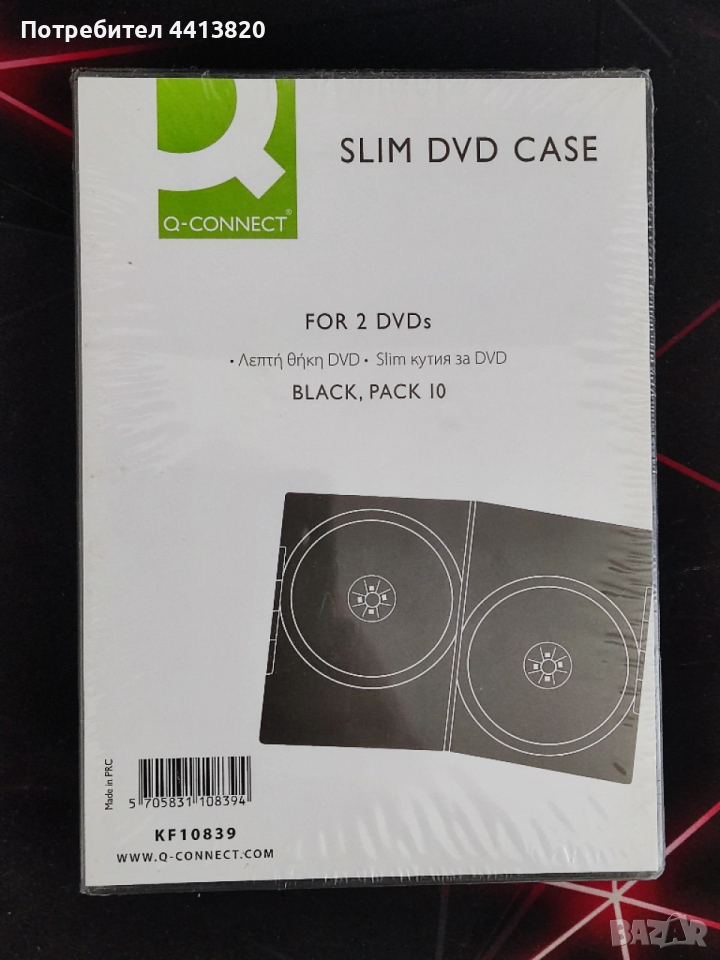 Потребител 4413820
Q-CONNECT®
SLIM DVD CASE
FOR 2 DVDs
• Λεπτή θήκη DVD • Slim кутия за DVD
BLACK, PACK 10
Made in PRC
5 705831 108394
KF10839
WWW.Q-CONNECT.COM
BAZAR